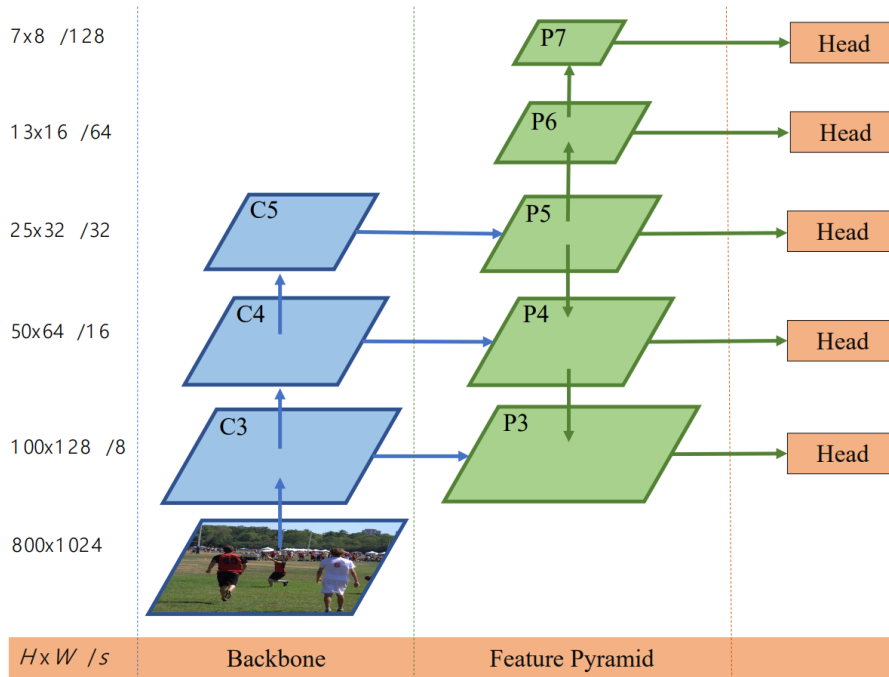 7x8 /128
P7
Head
13x16 /64
P6
Head
25x32 /32
C5
P5
Head
50x64 /16
C4
P4
Head
100x128 /8
C3
P3
Head
800x1024
HxW /s
Backbone
Feature Pyramid